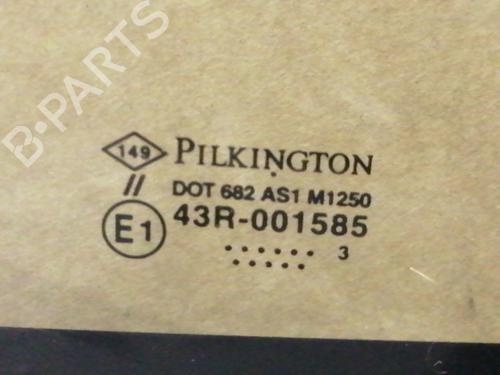 B-PARTS
149 PILKINGTON
// DOT 682 AS1 M1250
E1 43R-001585
3